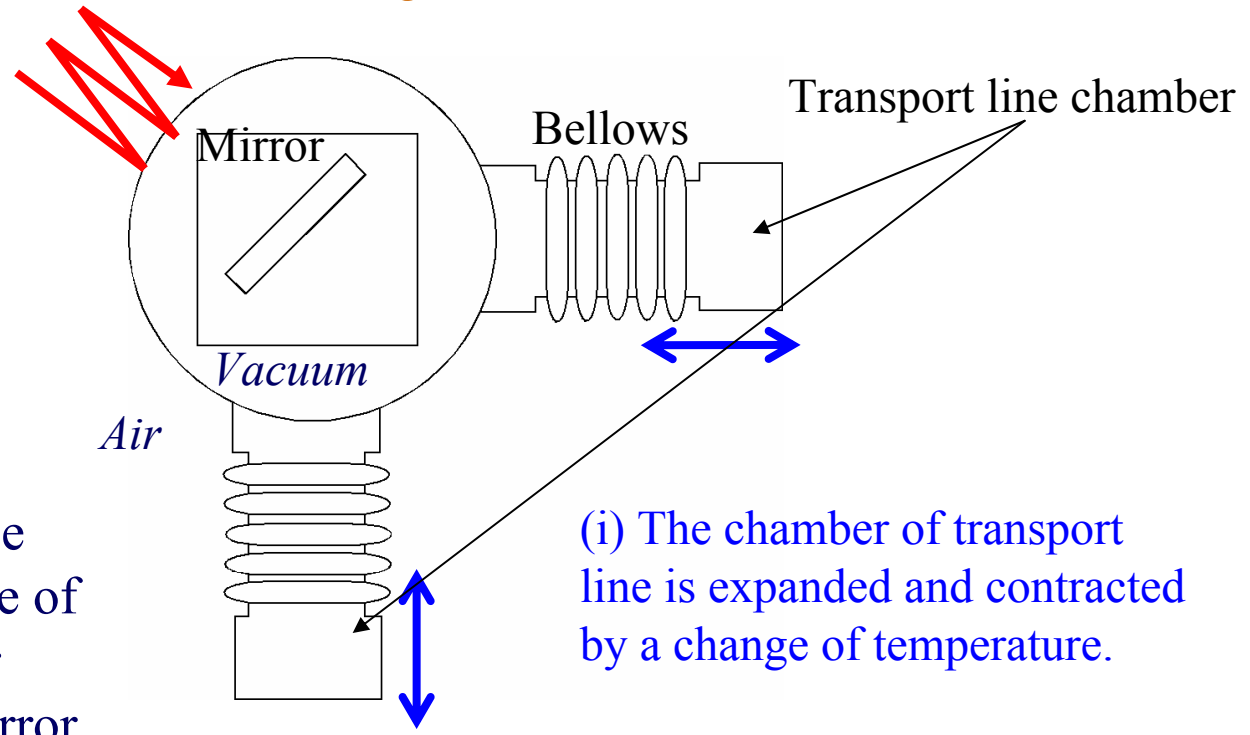 Transport line chamber
Bellows
Mirror
Vacuum
Air
(i) The chamber of transport
line is expanded and contracted
by a change of temperature.
e of